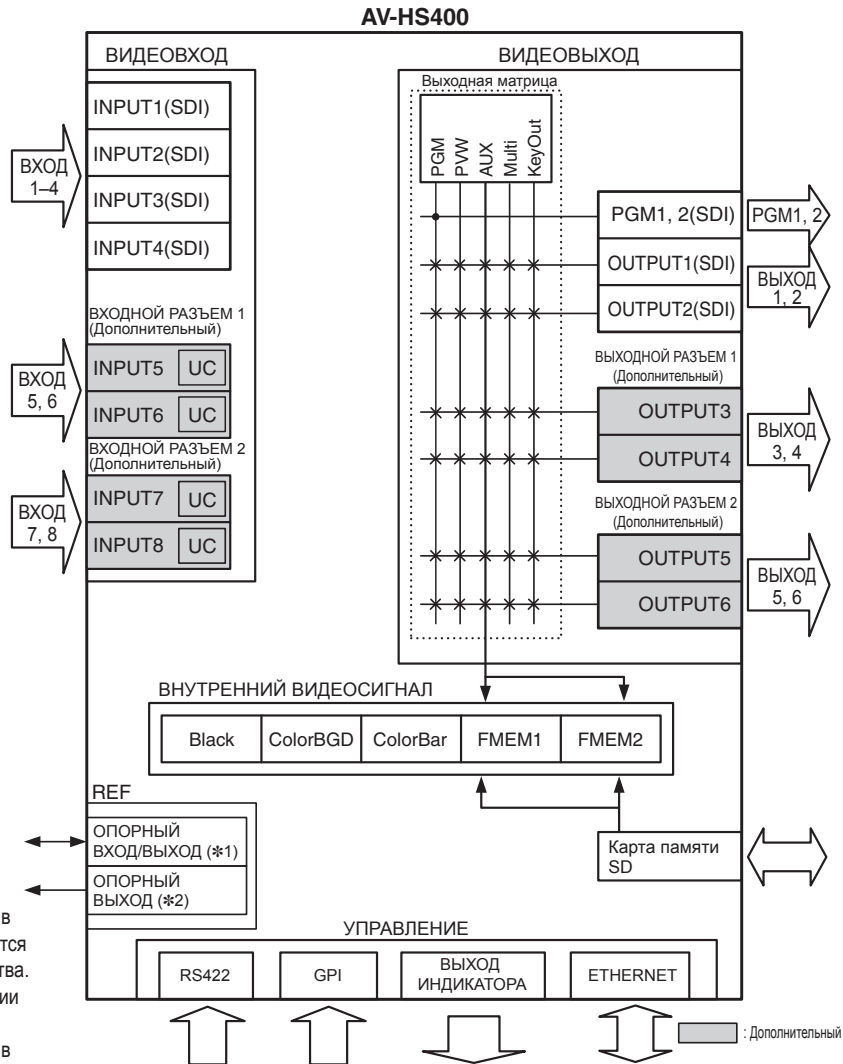 AV-HS400
ВИДЕОВХОД
INPUT1(SDI)
INPUT2(SDI)
INPUT3(SDI)
INPUT4(SDI)
ВХОД
1–4
ВХОДНОЙ РАЗЪЕМ 1
(Дополнительный)
INPUT5 UC
INPUT6 UC
ВХОД
5, 6
ВХОДНОЙ РАЗЪЕМ 2
(Дополнительный)
INPUT7 UC
INPUT8 UC
ВХОД
7, 8
ВИДЕОВЫХОД
Выходная матрица
PGM
PVW
AUX
Multi
KeyOut
PGM1, 2(SDI)
PGM1, 2
OUTPUT1(SDI)
OUTPUT2(SDI)
ВЫХОД
1, 2
ВЫХОДНОЙ РАЗЪЕМ 1
(Дополнительный)
OUTPUT3
OUTPUT4
ВЫХОД
3, 4
ВЫХОДНОЙ РАЗЪЕМ 2
(Дополнительный)
OUTPUT5
OUTPUT6
ВЫХОД
5, 6
ВНУТРЕННИЙ ВИДЕОСИГНАЛ
Black ColorBGD ColorBar FMEM1 FMEM2
REF
ОПОРНЫЙ
ВХОД/ВЫХОД (✻1)
ОПОРНЫЙ
ВЫХОД (✻2)
Карта памяти
SD
в
тся
тва.
ии
в
УПРАВЛЕНИЕ
RS422
GPI
ВЫХОД
ИНДИКАТОРА
ETHERNET
: Дополнительный